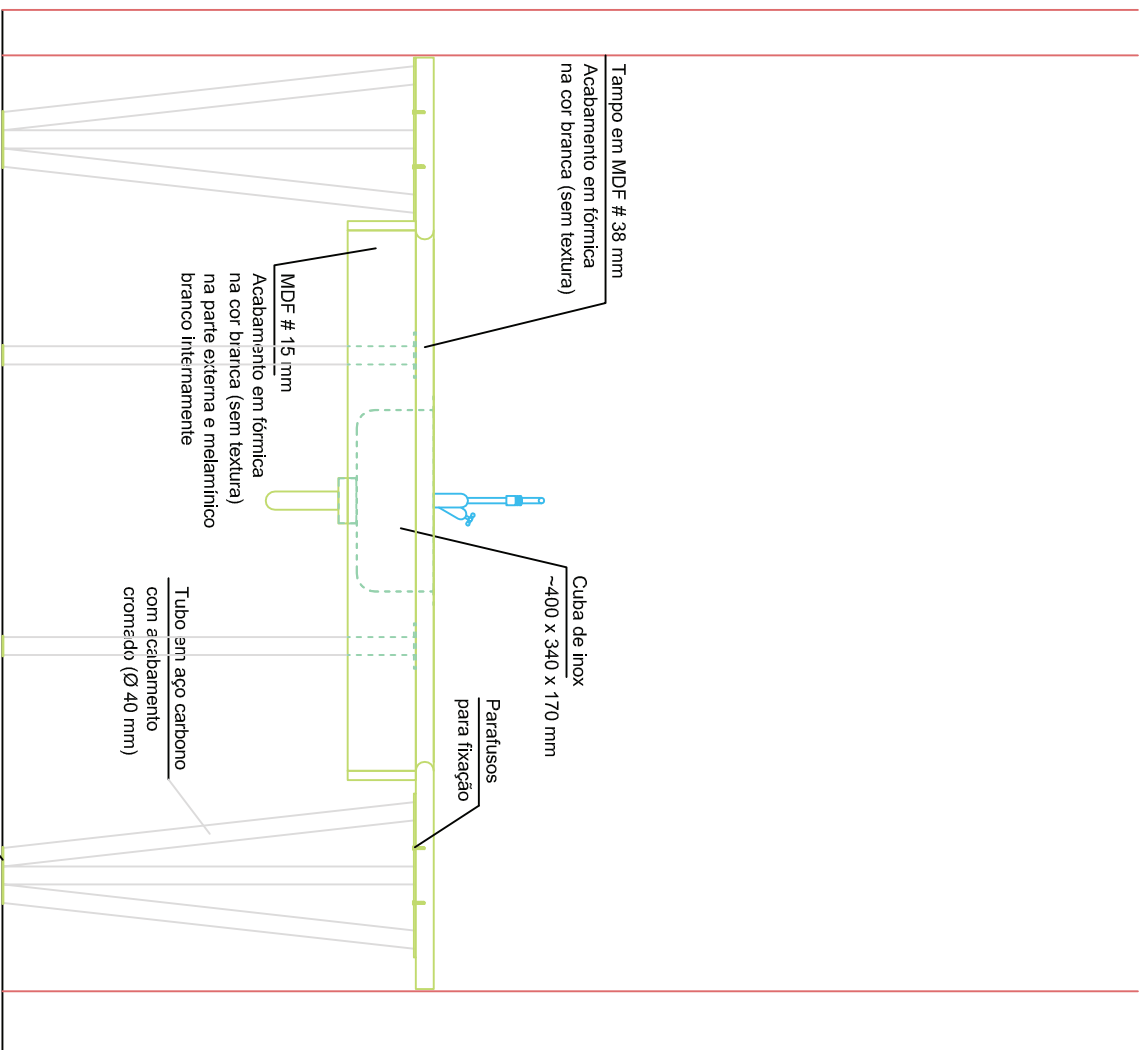 Tampo em MDF # 38 mm
Acabamento em fórmica
na cor branca (sem textura)
Cuba de inox
~400 x 340 x 170 mm
Parafusos
para fixação
MDF # 15 mm
Acabamento em fórmica
na cor branca (sem textura)
na parte externa e melamínico
branco internamente
Tubo em aço carbono
com acabamento
cromado (Ø 40 mm)